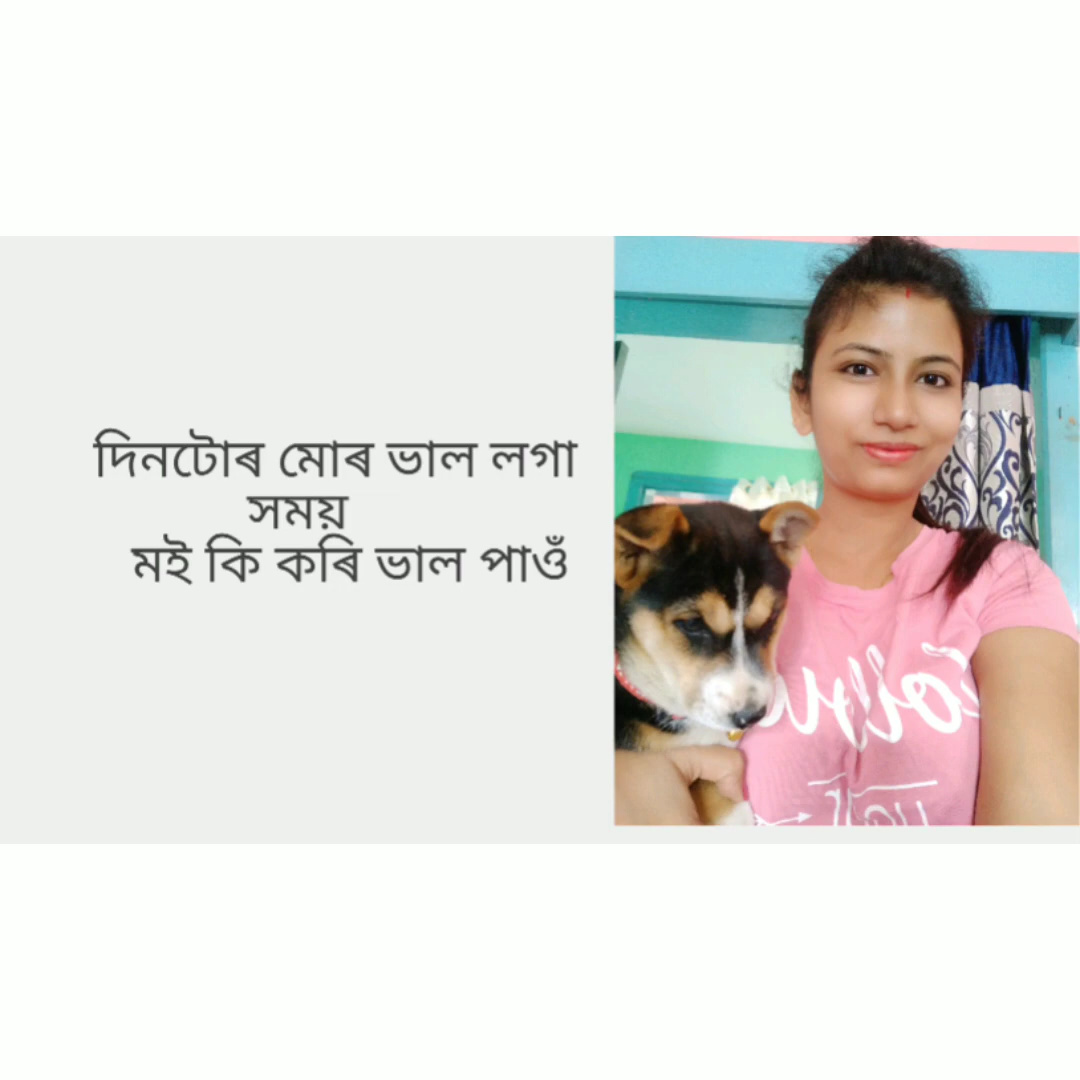 দিনটোৰ মোৰ ভাল লগা
সময়
মই কি কৰি ভাল পাওঁ